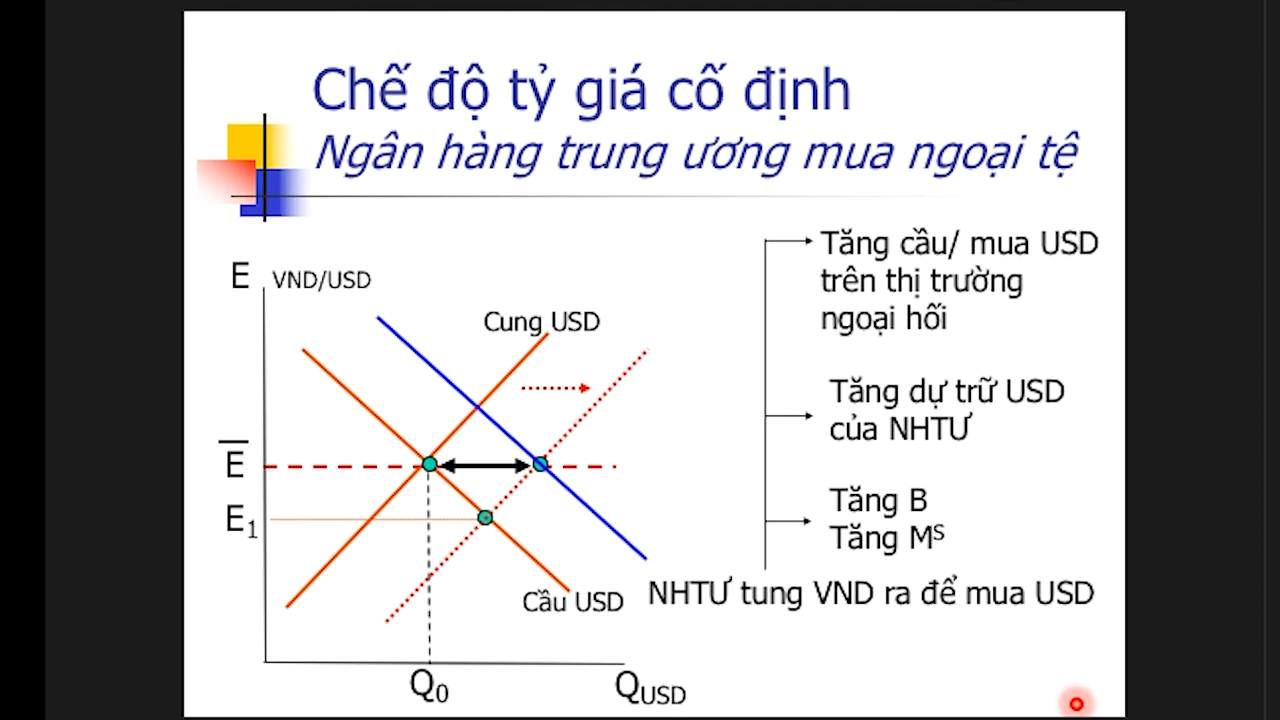 Chế độ tỷ giá cố định
Ngân hàng trung ương mua ngoại tệ
E VND/USD
Cung USD
E
E1
Cầu USD
Q0
QUSD
Tăng cầu/ mua USD
trên thị trường
ngoại hối
Tăng dự trữ USD
của NHTƯ
Tăng B
Tăng MS
NHTƯ tung VND ra để mua USD